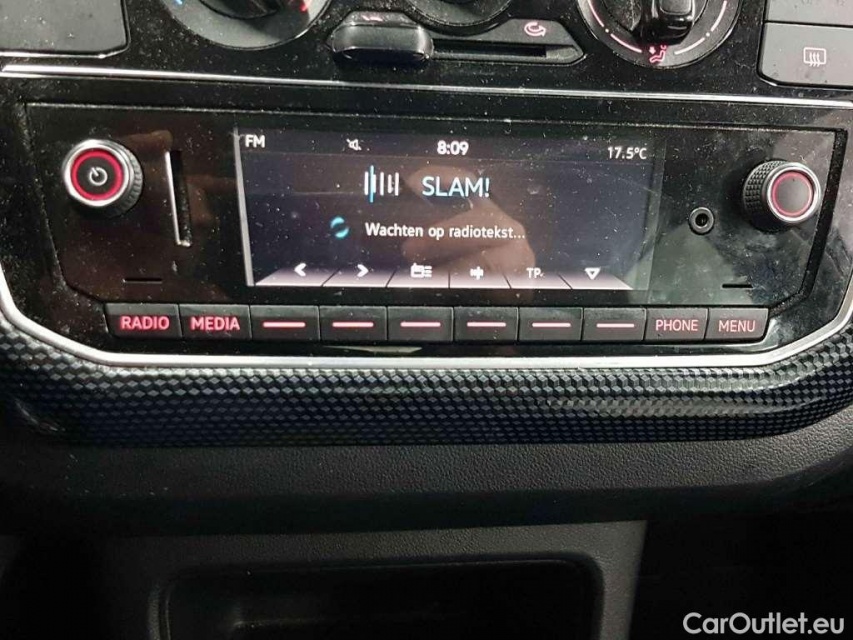 FM 8:09 17.5°C
SLAM!
Wachten op radiotekst...
TP.
RADIO MEDIA PHONE MENU
CarOutlet.eu